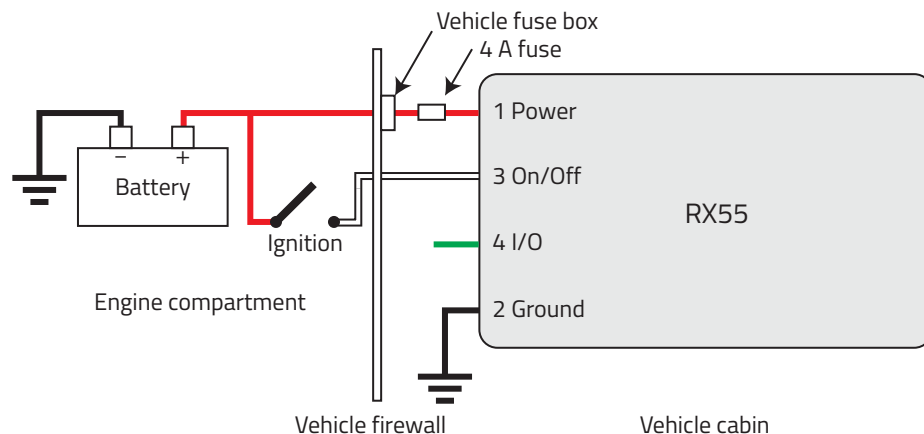 Vehicle fuse box
4 A fuse
1 Power
− +
Battery
3 On/Off
RX55
Ignition
4 I/O
Engine compartment
2 Ground
Vehicle firewall
Vehicle cabin